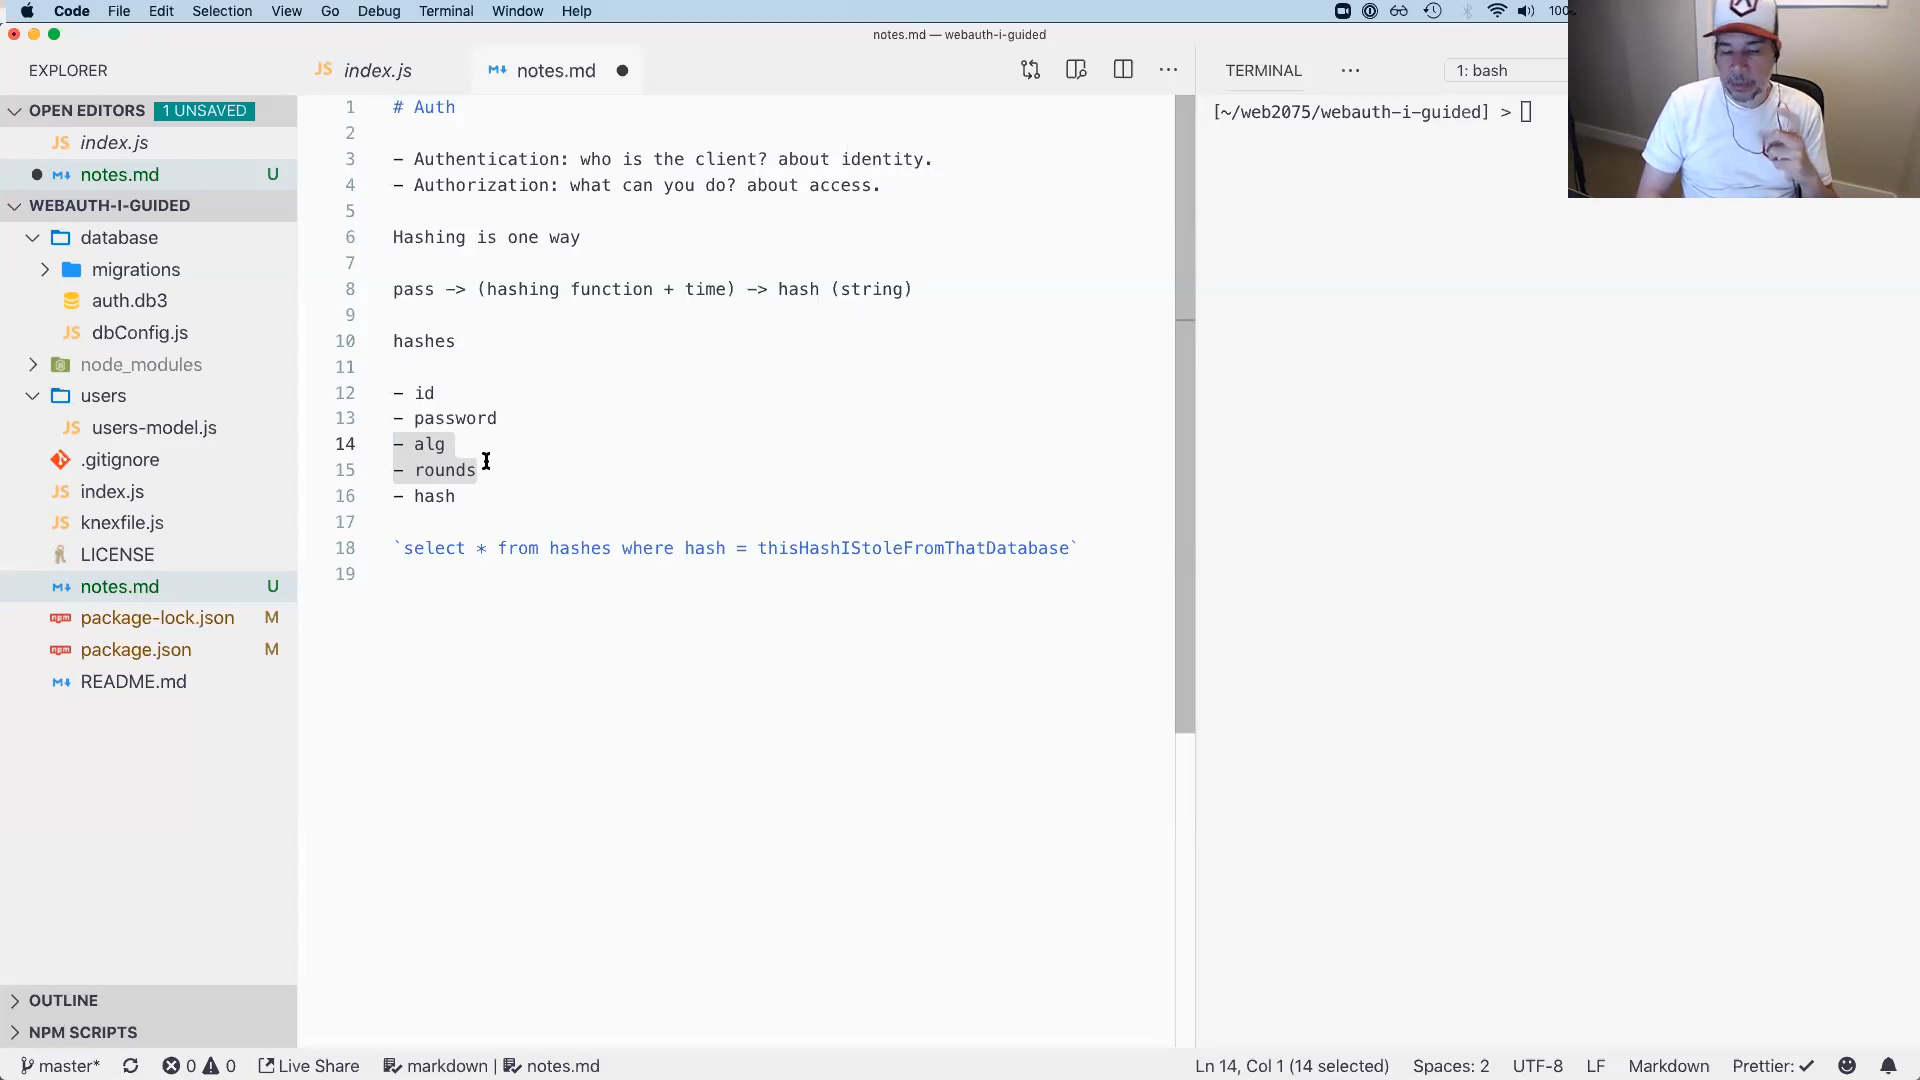 Code File Edit Selection View Go Debug Terminal Window Help
100
notes.md — webauth-i-guided
EXPLORER
OPEN EDITORS 1 UNSAVED
JS index.js
notes.md U
WEBAUTH-I-GUIDED
database
migrations
auth.db3
JS dbConfig.js
node_modules
users
JS users-model.js
.gitignore
JS index.js
JS knexfile.js
LICENSE
notes.md U
package-lock.json M
package.json M
README.md
OUTLINE
NPM SCRIPTS
JS index.js
notes.md
1 # Auth
2
3 - Authentication: who is the client? about identity.
4 - Authorization: what can you do? about access.
5
6 Hashing is one way
7
8 pass -> (hashing function + time) -> hash (string)
9
10 hashes
11
12 - id
13 - password
14 - alg
15 - rounds
16 - hash
17
18 `select * from hashes where hash = thisHashIStoleFromThatDatabase`
19
TERMINAL ... 1: bash
[~/web2075/webauth-i-guided] >
master* 0 0 Live Share markdown | notes.md Ln 14, Col 1 (14 selected) Spaces: 2 UTF-8 LF Markdown Prettier: ✓